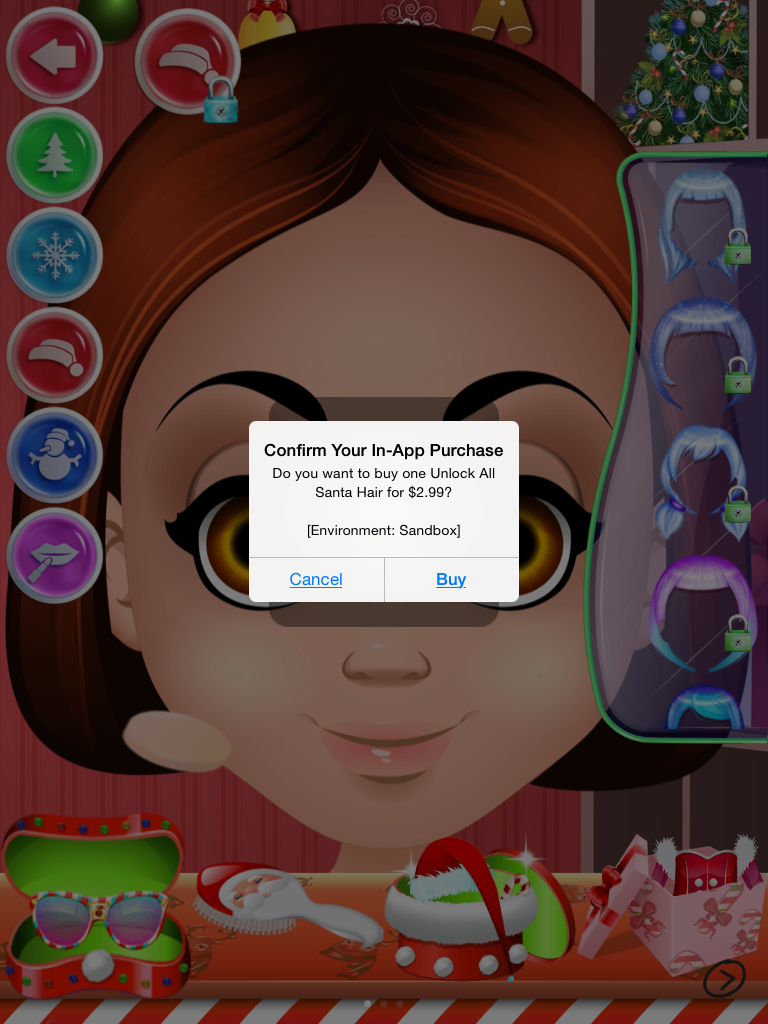 Confirm Your In-App Purchase
Do you want to buy one Unlock All
Santa Hair for $2.99?
[Environment: Sandbox]
Cancel
Buy